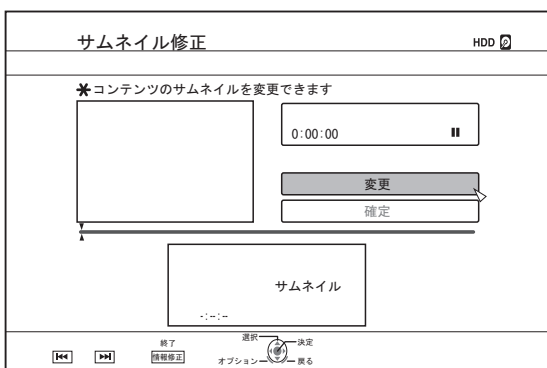 サムネイル修正 HDD
✱コンテンツのサムネイルを変更できます
0:00:00
変更
確定
サムネイル
-:--:--
終了
情報修正
選択
決定
オプション
戻る